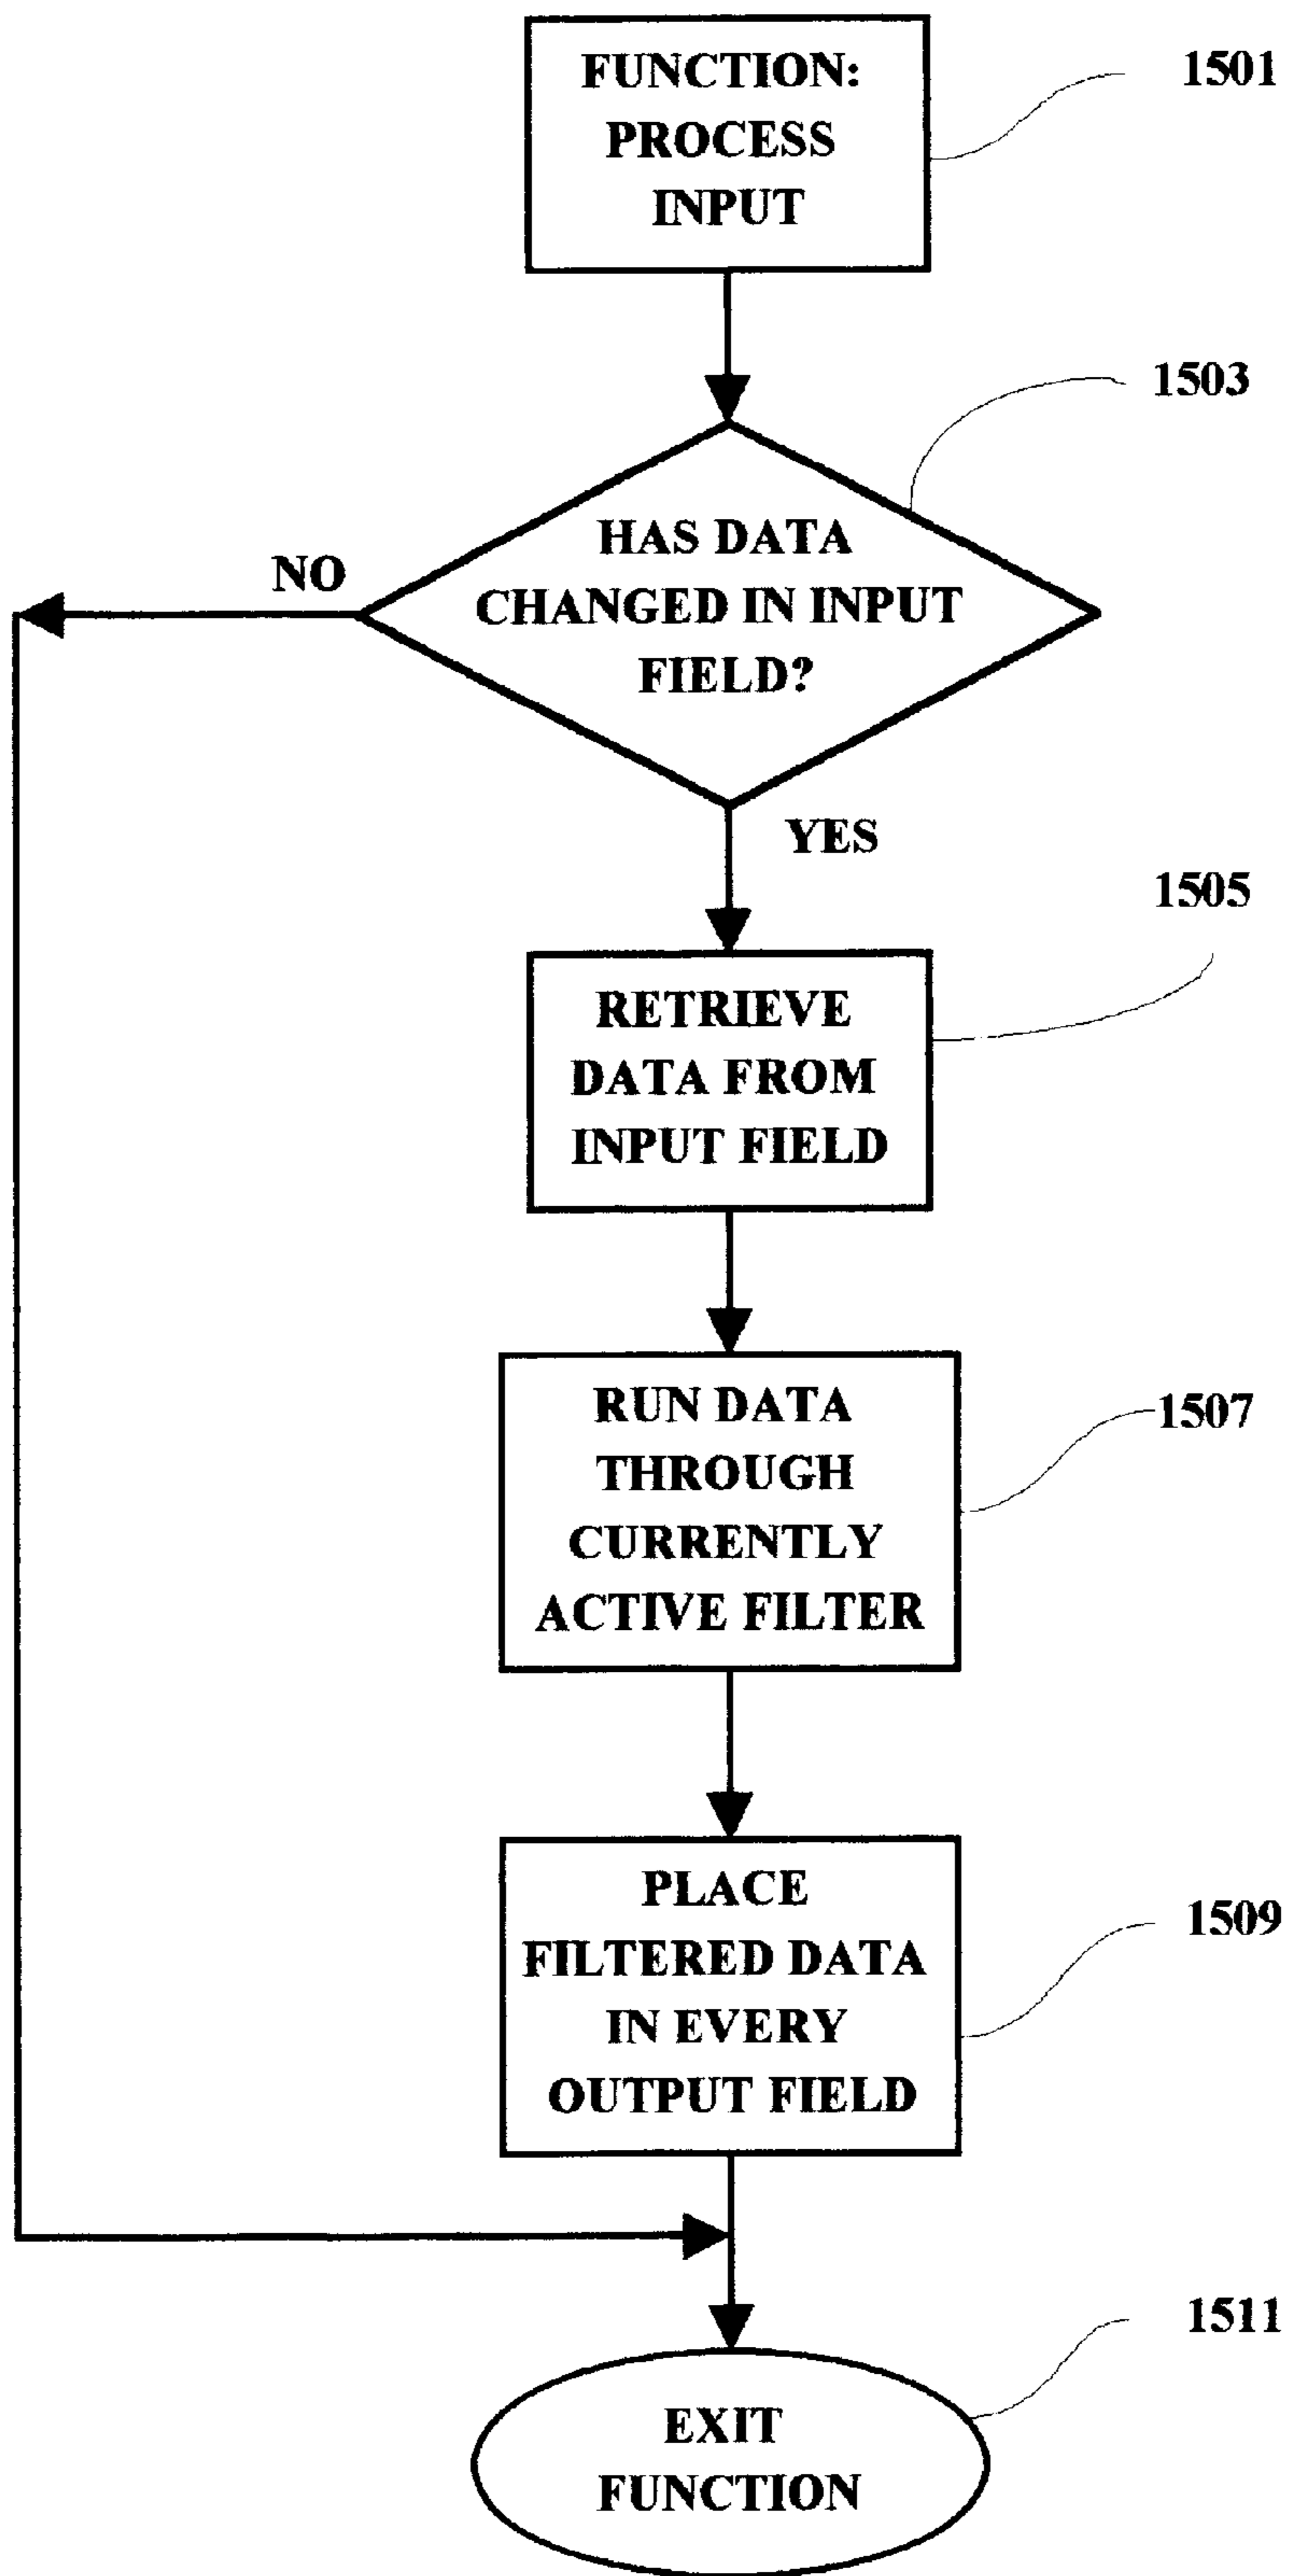 FUNCTION:
PROCESS
INPUT
1501
1503
HAS DATA
CHANGED IN INPUT
FIELD?
NO
YES
1505
RETRIEVE
DATA FROM
INPUT FIELD
RUN DATA
THROUGH
CURRENTLY
ACTIVE FILTER
1507
PLACE
FILTERED DATA
IN EVERY
OUTPUT FIELD
1509
1511
EXIT
FUNCTION